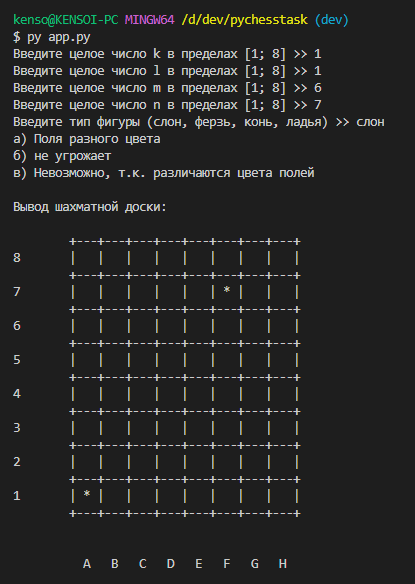 kenso@KENSOI-PC MINGW64 /d/dev/pychesstask (dev)
$ py app.py
Введите целое число k в пределах [1; 8] >> 1
Введите целое число l в пределах [1; 8] >> 1
Введите целое число m в пределах [1; 8] >> 6
Введите целое число n в пределах [1; 8] >> 7
Введите тип фигуры (слон, ферзь, конь, ладья) >> слон
а) Поля разного цвета
б) не угрожает
в) Невозможно, т.к. различаются цвета полей

Вывод шахматной доски:

       +---+---+---+---+---+---+---+---+
8      |   |   |   |   |   |   |   |   |
       +---+---+---+---+---+---+---+---+
7      |   |   |   |   |   | * |   |   |
       +---+---+---+---+---+---+---+---+
6      |   |   |   |   |   |   |   |   |
       +---+---+---+---+---+---+---+---+
5      |   |   |   |   |   |   |   |   |
       +---+---+---+---+---+---+---+---+
4      |   |   |   |   |   |   |   |   |
       +---+---+---+---+---+---+---+---+
3      |   |   |   |   |   |   |   |   |
       +---+---+---+---+---+---+---+---+
2      |   |   |   |   |   |   |   |   |
       +---+---+---+---+---+---+---+---+
1      | * |   |   |   |   |   |   |   |
       +---+---+---+---+---+---+---+---+

         A   B   C   D   E   F   G   H